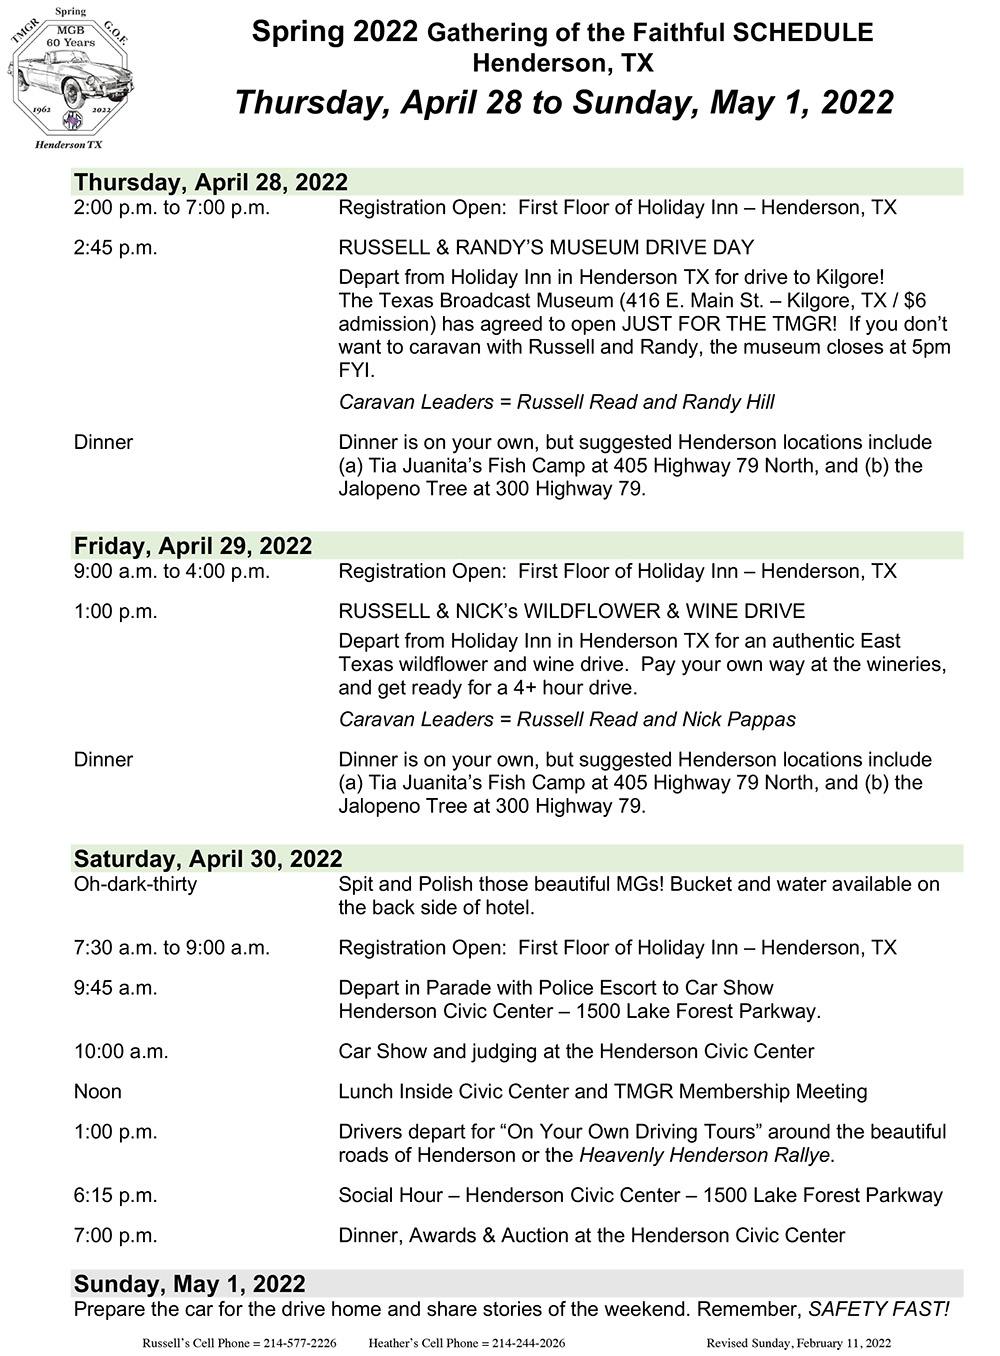 Spring
TMGR
G.O.F.
MGB
60 Years
1962 2022
Henderson TX
Spring 2022 Gathering of the Faithful SCHEDULE
Henderson, TX
Thursday, April 28 to Sunday, May 1, 2022
Thursday, April 28, 2022
2:00 p.m. to 7:00 p.m. Registration Open:  First Floor of Holiday Inn – Henderson, TX
2:45 p.m. RUSSELL & RANDY’S MUSEUM DRIVE DAY
Depart from Holiday Inn in Henderson TX for drive to Kilgore!
The Texas Broadcast Museum (416 E. Main St. – Kilgore, TX / $6
admission) has agreed to open JUST FOR THE TMGR!  If you don’t
want to caravan with Russell and Randy, the museum closes at 5pm
FYI.
Caravan Leaders = Russell Read and Randy Hill
Dinner Dinner is on your own, but suggested Henderson locations include
(a) Tia Juanita’s Fish Camp at 405 Highway 79 North, and (b) the
Jalopeno Tree at 300 Highway 79.
Friday, April 29, 2022
9:00 a.m. to 4:00 p.m. Registration Open:  First Floor of Holiday Inn – Henderson, TX
1:00 p.m. RUSSELL & NICK’s WILDFLOWER & WINE DRIVE
Depart from Holiday Inn in Henderson TX for an authentic East
Texas wildflower and wine drive.  Pay your own way at the wineries,
and get ready for a 4+ hour drive.
Caravan Leaders = Russell Read and Nick Pappas
Dinner Dinner is on your own, but suggested Henderson locations include
(a) Tia Juanita’s Fish Camp at 405 Highway 79 North, and (b) the
Jalopeno Tree at 300 Highway 79.
Saturday, April 30, 2022
Oh-dark-thirty Spit and Polish those beautiful MGs! Bucket and water available on
the back side of hotel.
7:30 a.m. to 9:00 a.m. Registration Open:  First Floor of Holiday Inn – Henderson, TX
9:45 a.m. Depart in Parade with Police Escort to Car Show
Henderson Civic Center – 1500 Lake Forest Parkway.
10:00 a.m. Car Show and judging at the Henderson Civic Center
Noon Lunch Inside Civic Center and TMGR Membership Meeting
1:00 p.m. Drivers depart for “On Your Own Driving Tours” around the beautiful
roads of Henderson or the Heavenly Henderson Rallye.
6:15 p.m. Social Hour – Henderson Civic Center – 1500 Lake Forest Parkway
7:00 p.m. Dinner, Awards & Auction at the Henderson Civic Center
Sunday, May 1, 2022
Prepare the car for the drive home and share stories of the weekend. Remember, SAFETY FAST!
Russell’s Cell Phone = 214-577-2226 Heather’s Cell Phone = 214-244-2026 Revised Sunday, February 11, 2022